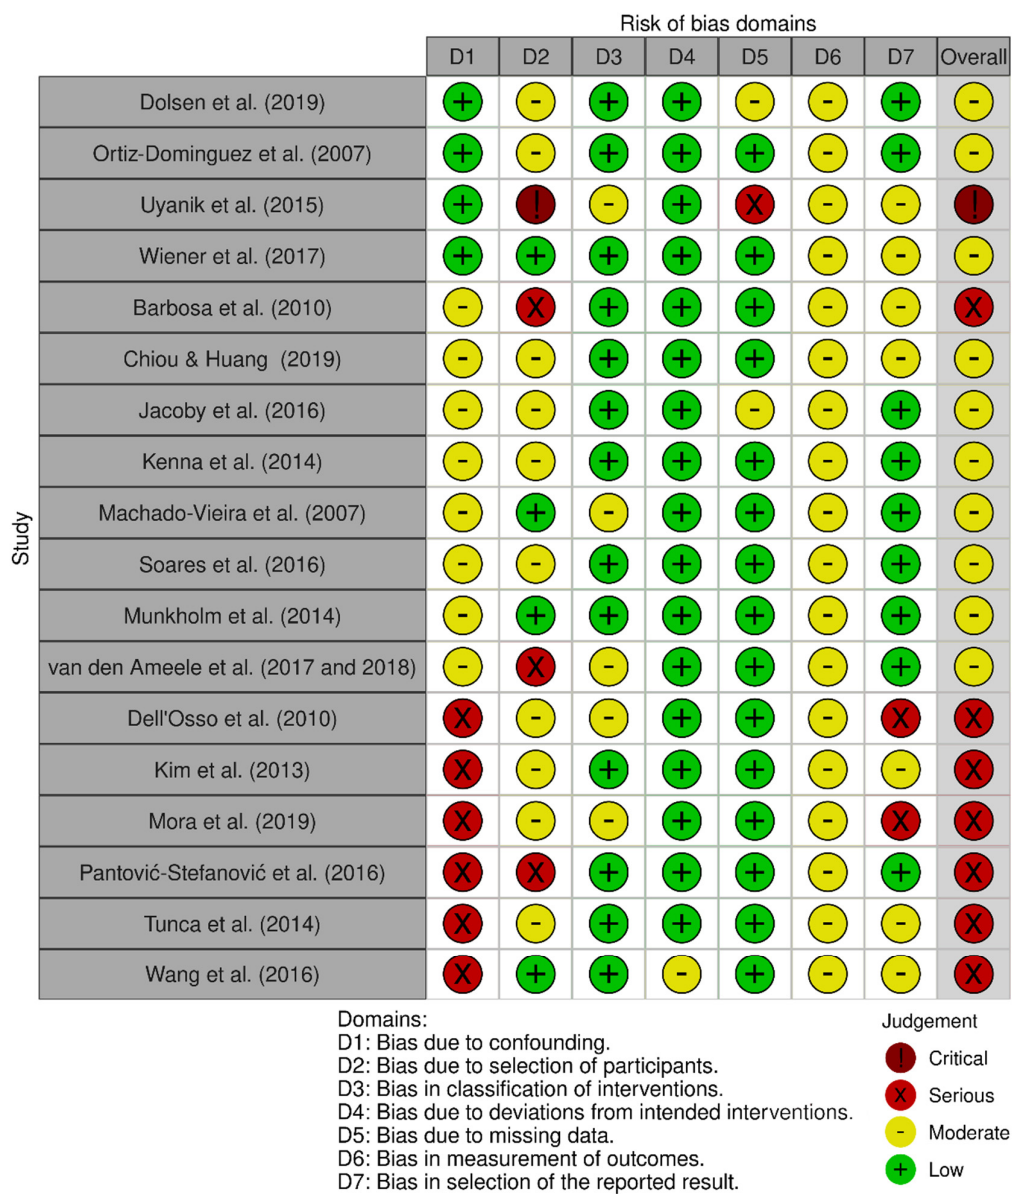 Risk of bias domains
D1 D2 D3 D4 D5 D6 D7 Overall
Study
Dolsen et al. (2019) + - + + - - + -
Ortiz-Dominguez et al. (2007) + - + + + - + -
Uyanik et al. (2015) + ! - + X - - !
Wiener et al. (2017) + + + + + - - -
Barbosa et al. (2010) - X + + + - - X
Chiou & Huang (2019) - - + + + - - -
Jacoby et al. (2016) - - + + - - + -
Kenna et al. (2014) - - + + + - + -
Machado-Vieira et al. (2007) - + - + + - + -
Soares et al. (2016) - - + + + - + -
Munkholm et al. (2014) - + + + + - + -
van den Ameele et al. (2017 and 2018) - X - + + - + -
Dell'Osso et al. (2010) X - - + + - X X
Kim et al. (2013) X - + + + - - X
Mora et al. (2019) X - - + + - X X
Pantović-Stefanović et al. (2016) X X + + + - + X
Tunca et al. (2014) X - + + + - - X
Wang et al. (2016) X + + - + - - X
Domains:
D1: Bias due to confounding.
D2: Bias due to selection of participants.
D3: Bias in classification of interventions.
D4: Bias due to deviations from intended interventions.
D5: Bias due to missing data.
D6: Bias in measurement of outcomes.
D7: Bias in selection of the reported result.
Judgement
! Critical
X Serious
- Moderate
+ Low